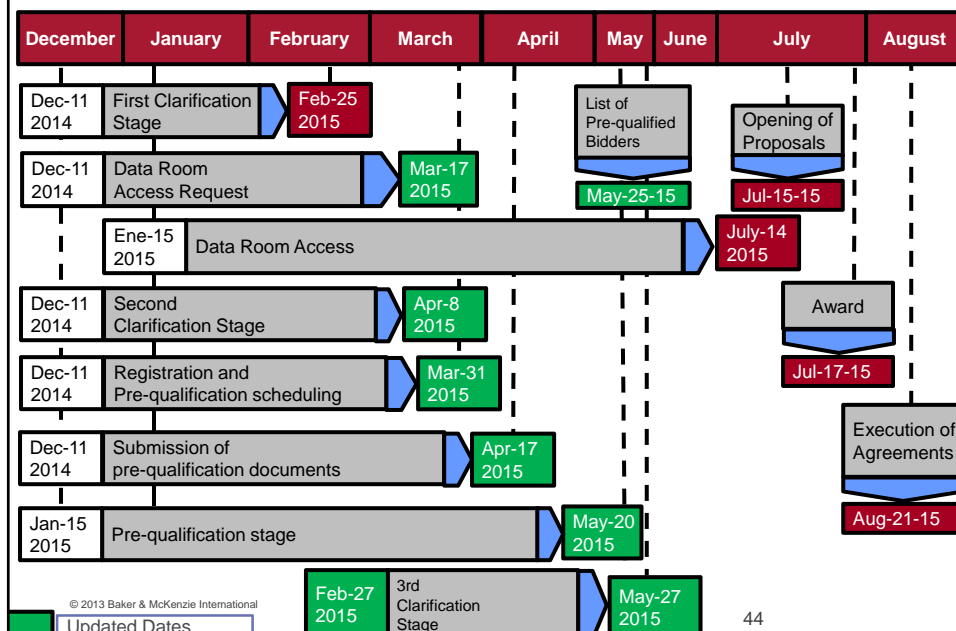 December January February March April May June July August
Dec-11
2014
First Clarification
Stage
Feb-25
2015
List of
Pre-qualified
Bidders
May-25-15
Opening of
Proposals
Jul-15-15
Dec-11
2014
Data Room
Access Request
Mar-17
2015
Ene-15
2015
Data Room Access
July-14
2015
Dec-11
2014
Second
Clarification Stage
Apr-8
2015
Award
Jul-17-15
Dec-11
2014
Registration and
Pre-qualification scheduling
Mar-31
2015
Dec-11
2014
Submission of
pre-qualification documents
Apr-17
2015
Execution of
Agreements
Aug-21-15
Jan-15
2015
Pre-qualification stage
May-20
2015
Feb-27
2015
3rd
Clarification
Stage
May-27
2015
© 2013 Baker & McKenzie International
Updated Dates
44